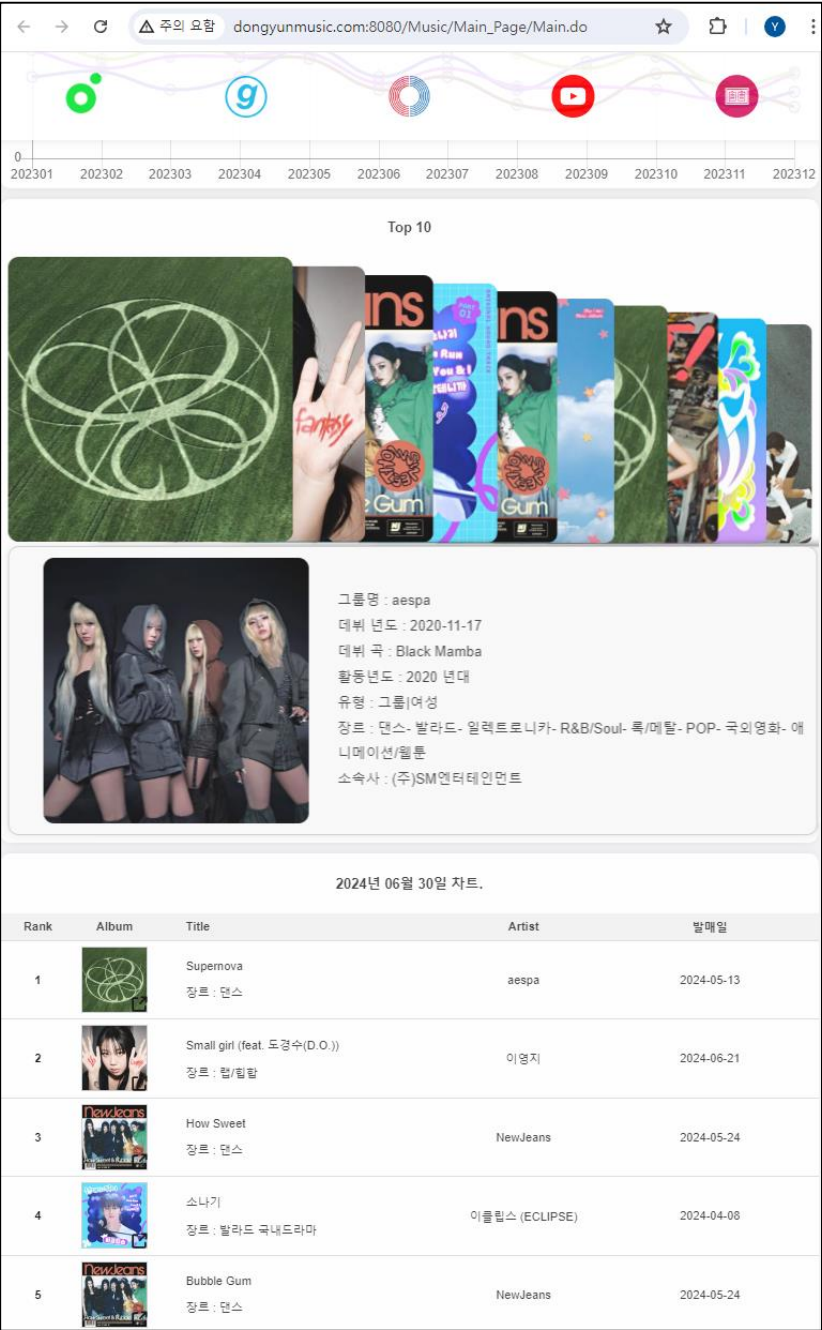 주의 요함 dongyunmusic.com:8080/Music/Main_Page/Main.do Y
g
0
202301 202302 202303 202304 202305 202306 202307 202308 202309 202310 202311 202312
Top 10
fantasy
그룹명 : aespa
데뷔 년도 : 2020-11-17
데뷔 곡 : Black Mamba
활동년도 : 2020 년대
유형 : 그룹|여성
장르 : 댄스- 발라드- 일렉트로니카- R&B/Soul- 록/메탈- POP- 국외영화- 애
니메이션/웹툰
소속사 : (주)SM엔터테인먼트
2024년 06월 30일 차트.
Rank Album Title Artist 발매일
1 Supernova aespa 2024-05-13
장르 : 댄스
2 Small girl (feat. 도경수(D.O.)) 이영지 2024-06-21
장르 : 랩/힙합
3 NewJeans How Sweet NewJeans 2024-05-24
장르 : 댄스
4 소나기 이클립스 (ECLIPSE) 2024-04-08
장르 : 발라드 국내드라마
5 NewJeans Bubble Gum NewJeans 2024-05-24
장르 : 댄스